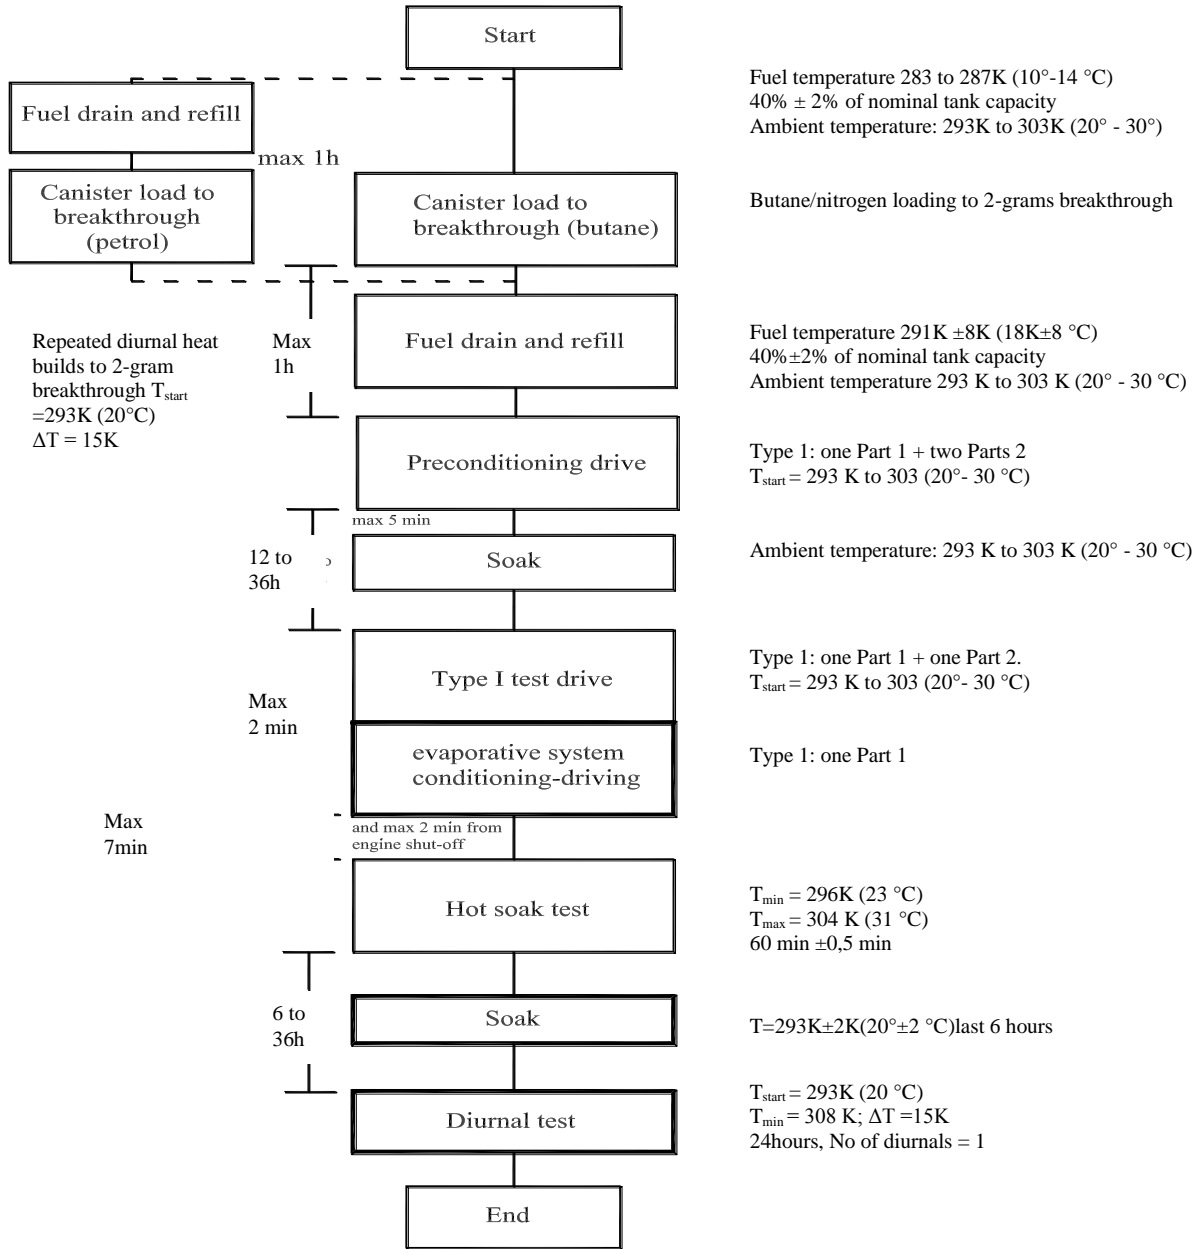 Start
Fuel temperature 283 to 287K (10°-14 °C)
40% ± 2% of nominal tank capacity
Ambient temperature: 293K to 303K (20° - 30°)
Fuel drain and refill
max 1h
Canister load to
breakthrough
(petrol)
Canister load to
breakthrough (butane)
Butane/nitrogen loading to 2-grams breakthrough
Repeated diurnal heat
builds to 2-gram
breakthrough Tstart
=293K (20°C)
ΔT = 15K
Max
1h
Fuel drain and refill
Fuel temperature 291K ±8K (18K±8 °C)
40%±2% of nominal tank capacity
Ambient temperature 293 K to 303 K (20° - 30 °C)
Preconditioning drive
Type 1: one Part 1 + two Parts 2
Tstart = 293 K to 303 (20°- 30 °C)
max 5 min
12 to
36h
Soak
Ambient temperature: 293 K to 303 K (20° - 30 °C)
Type I test drive
Type 1: one Part 1 + one Part 2.
Tstart = 293 K to 303 (20°- 30 °C)
Max
2 min
evaporative system
conditioning-driving
Type 1: one Part 1
Max
7min
and max 2 min from
engine shut-off
Hot soak test
Tmin = 296K (23 °C)
Tmax = 304 K (31 °C)
60 min ±0,5 min
6 to
36h
Soak
T=293K±2K(20°±2 °C)last 6 hours
Diurnal test
Tstart = 293K (20 °C)
Tmin = 308 K; ΔT =15K
24hours, No of diurnals = 1
End